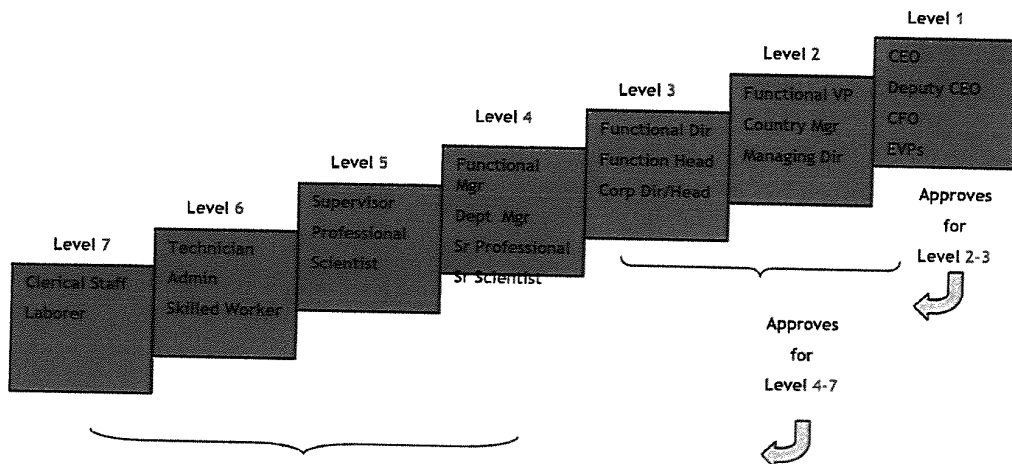 Level 1
CEO
Deputy CEO
CFO
EVPs
Level 2
Functional VP
Country Mgr
Managing Dir
Level 3
Functional Dir
Function Head
Corp Dir/Head
Level 4
Functional
Mgr
Dept Mgr
Sr Professional
Sr Scientist
Level 5
Supervisor
Professional
Scientist
Level 6
Technician
Admin
Skilled Worker
Level 7
Clerical Staff
Laborer
Approves
for
Level 2-3
Approves
for
Level 4-7